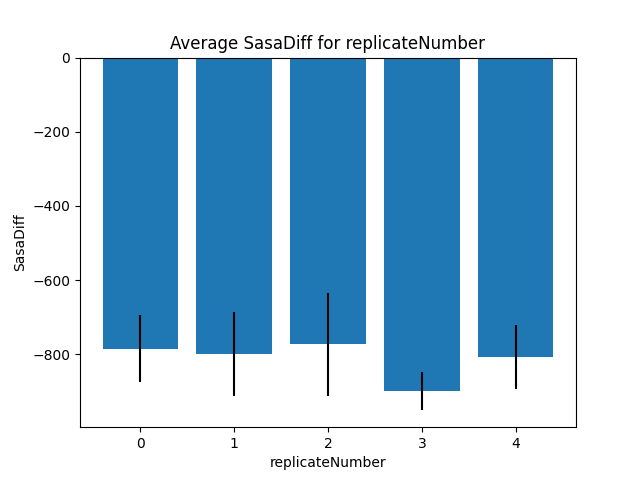 Average SasaDiff for replicateNumber
0
−200
−400
−600
−800
SasaDiff
0 1 2 3 4
replicateNumber